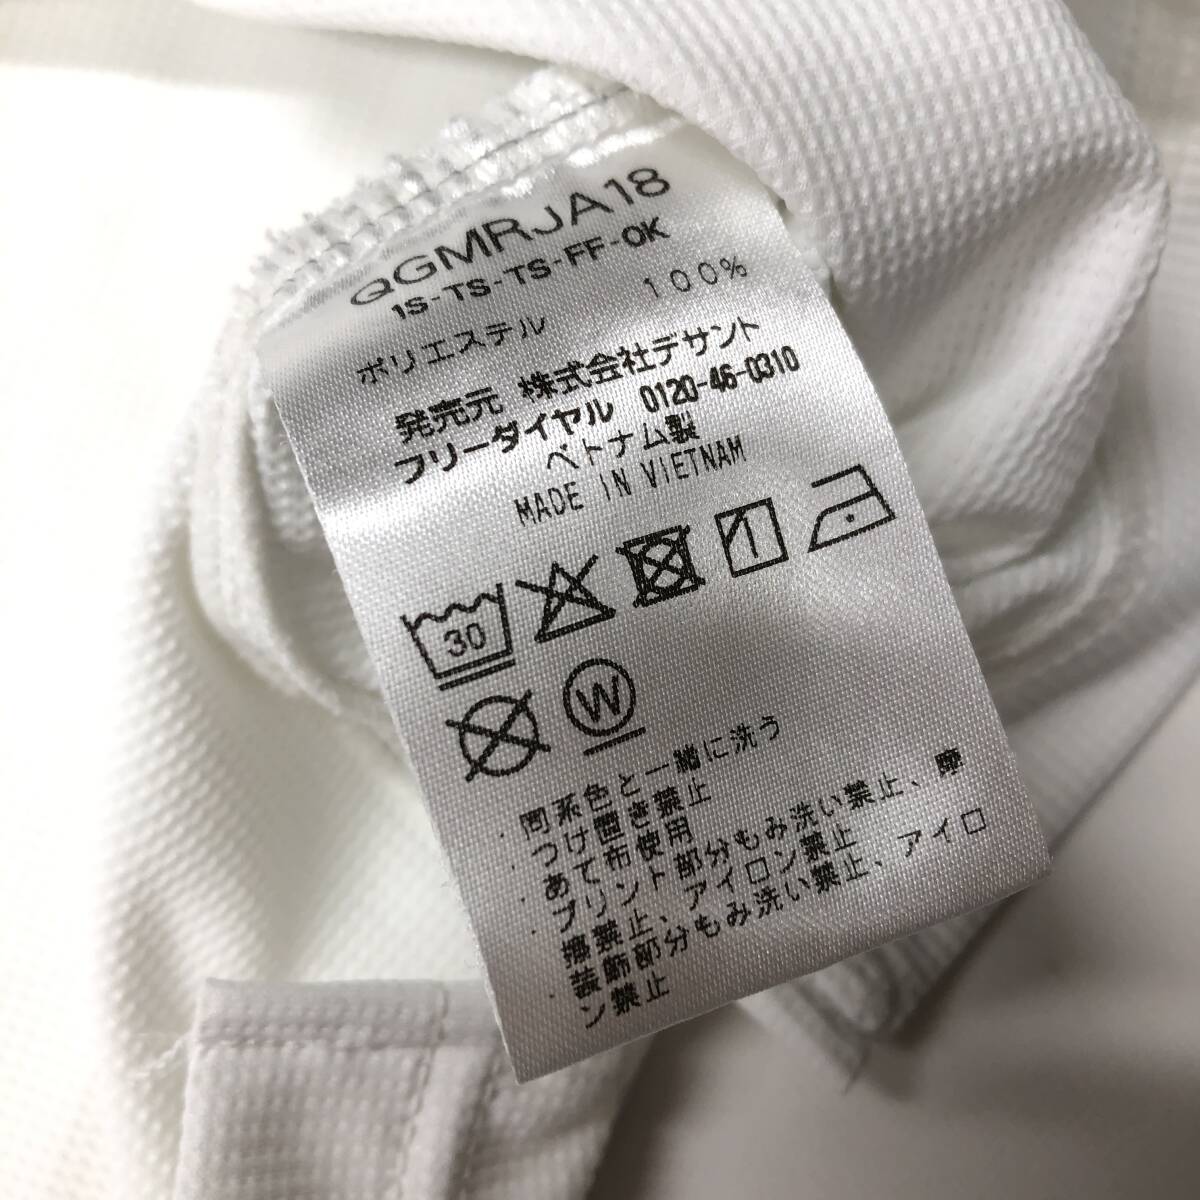 QGMRJA18
1S-TS-TS-FF-OK
ポリエステル 100%
発売元 株式会社デサント
フリーダイヤル 0120-46-0310
ベトナム製
MADE IN VIETNAM
30
W
・同系色と一緒に洗う
・つけ置き禁止
・あて布使用
・プリント部分もみ洗い禁止、摩
擦禁止、アイロン禁止
・装飾部分もみ洗い禁止、アイロ
ン禁止